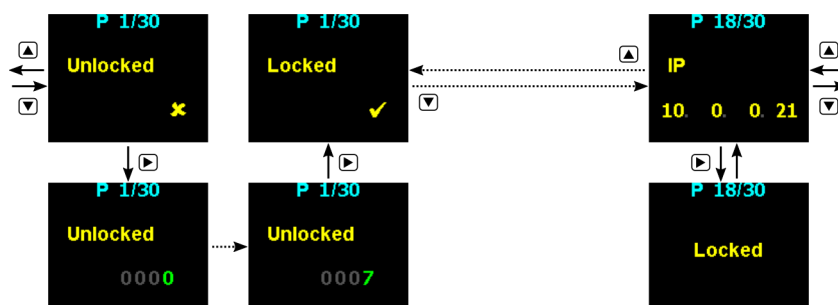 P 1/30
Unlocked
✘
P 1/30
Locked
✔
P 18/30
IP
10. 0. 0. 21
P 1/30
Unlocked
0000
P 1/30
Unlocked
0007
P 18/30
Locked